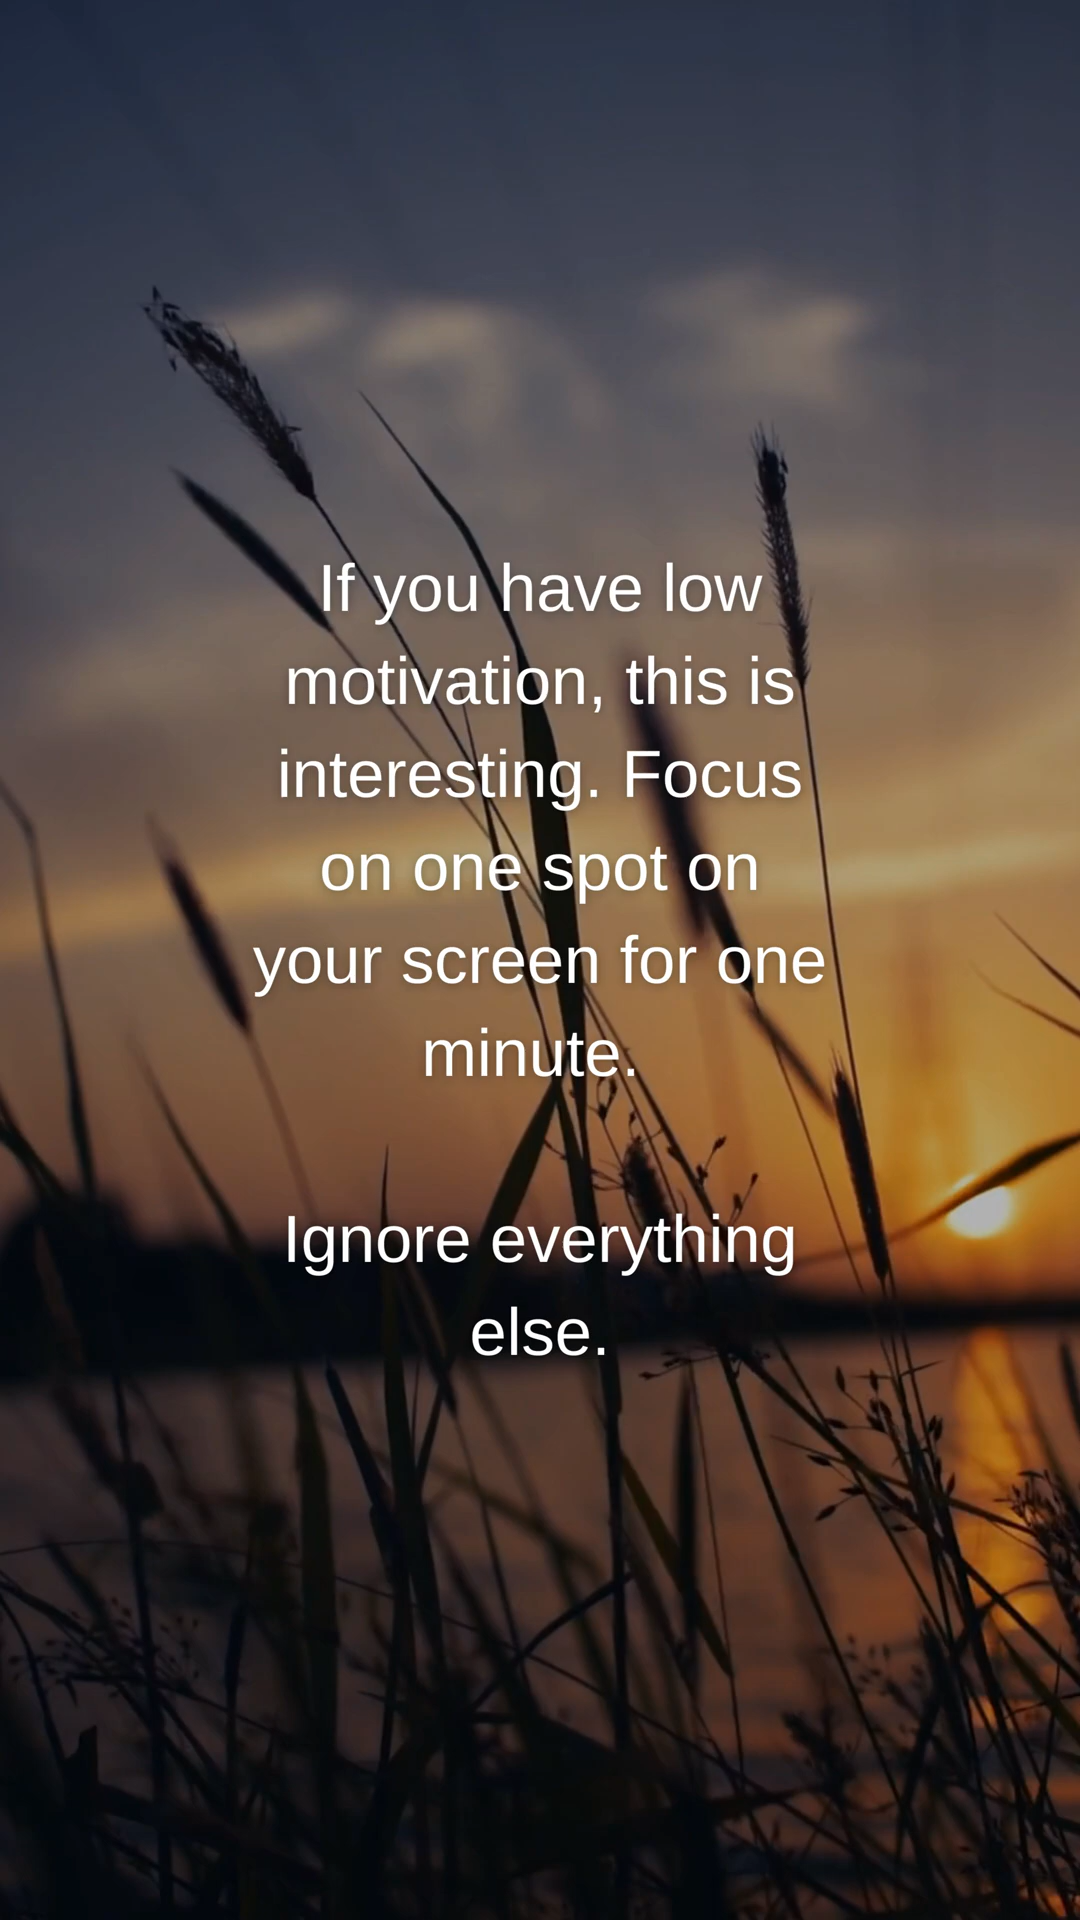 If you have low
motivation, this is
interesting. Focus
on one spot on
your screen for one
minute.
Ignore everything
else.